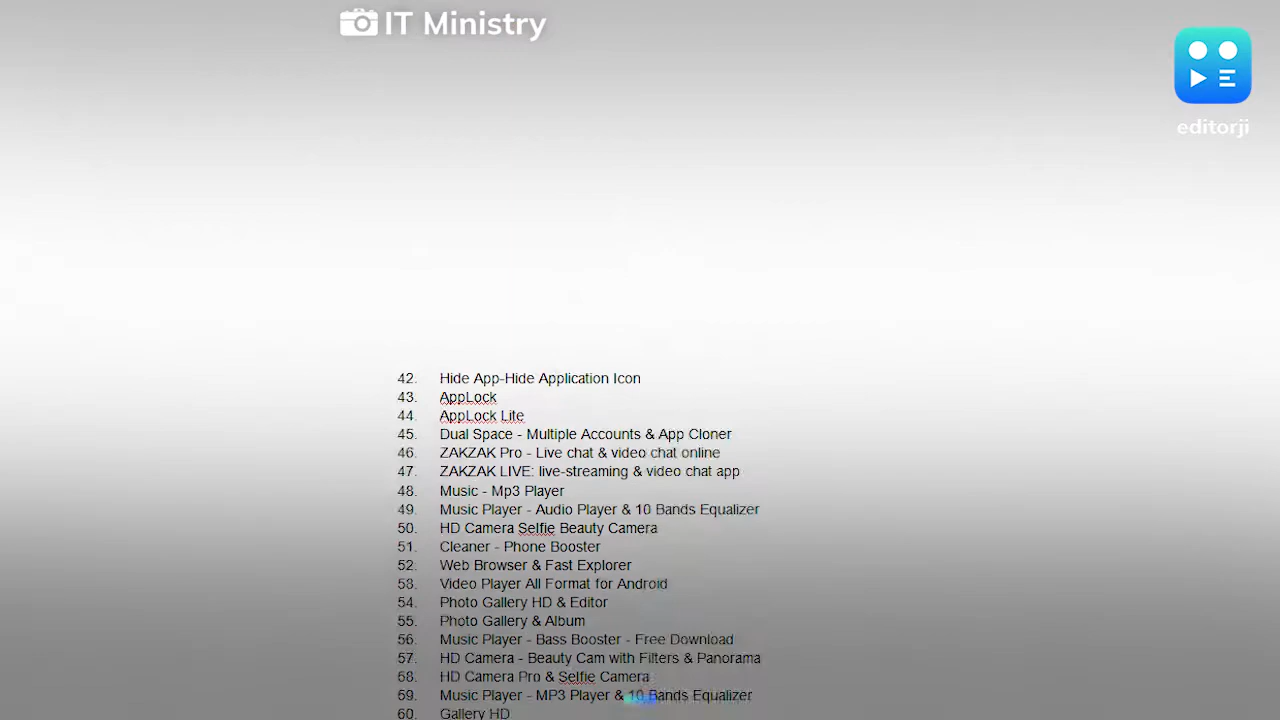 IT Ministry
editorji
42. Hide App-Hide Application Icon
43. AppLock
44. AppLock Lite
45. Dual Space - Multiple Accounts & App Cloner
46. ZAKZAK Pro - Live chat & video chat online
47. ZAKZAK LIVE: live-streaming & video chat app
48. Music - Mp3 Player
49. Music Player - Audio Player & 10 Bands Equalizer
50. HD Camera Selfie Beauty Camera
51. Cleaner - Phone Booster
52. Web Browser & Fast Explorer
53. Video Player All Format for Android
54. Photo Gallery HD & Editor
55. Photo Gallery & Album
56. Music Player - Bass Booster - Free Download
57. HD Camera - Beauty Cam with Filters & Panorama
58. HD Camera Pro & Selfie Camera
59. Music Player - MP3 Player & 10 Bands Equalizer
60. Gallery HD